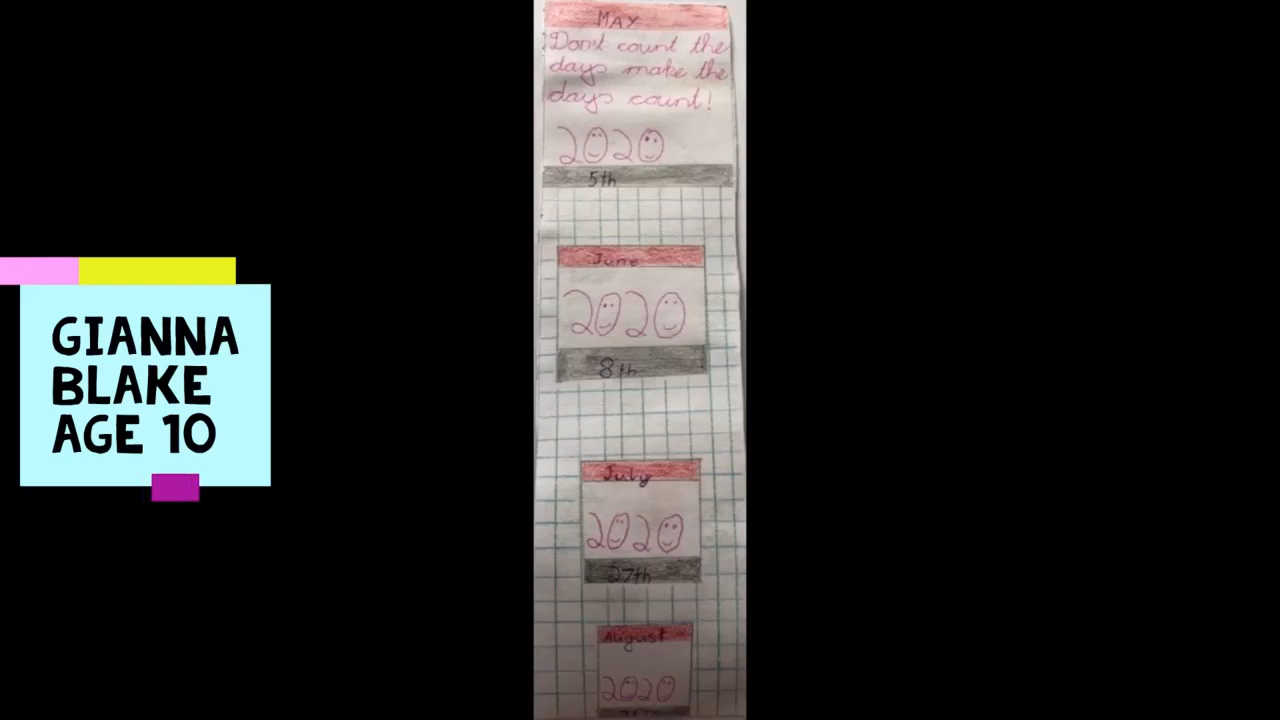 GIANNA
BLAKE
AGE 10
MAY
Don't count the
days make the
days count!
2020
5th
June
2020
8th
July
2020
27th
August
2020